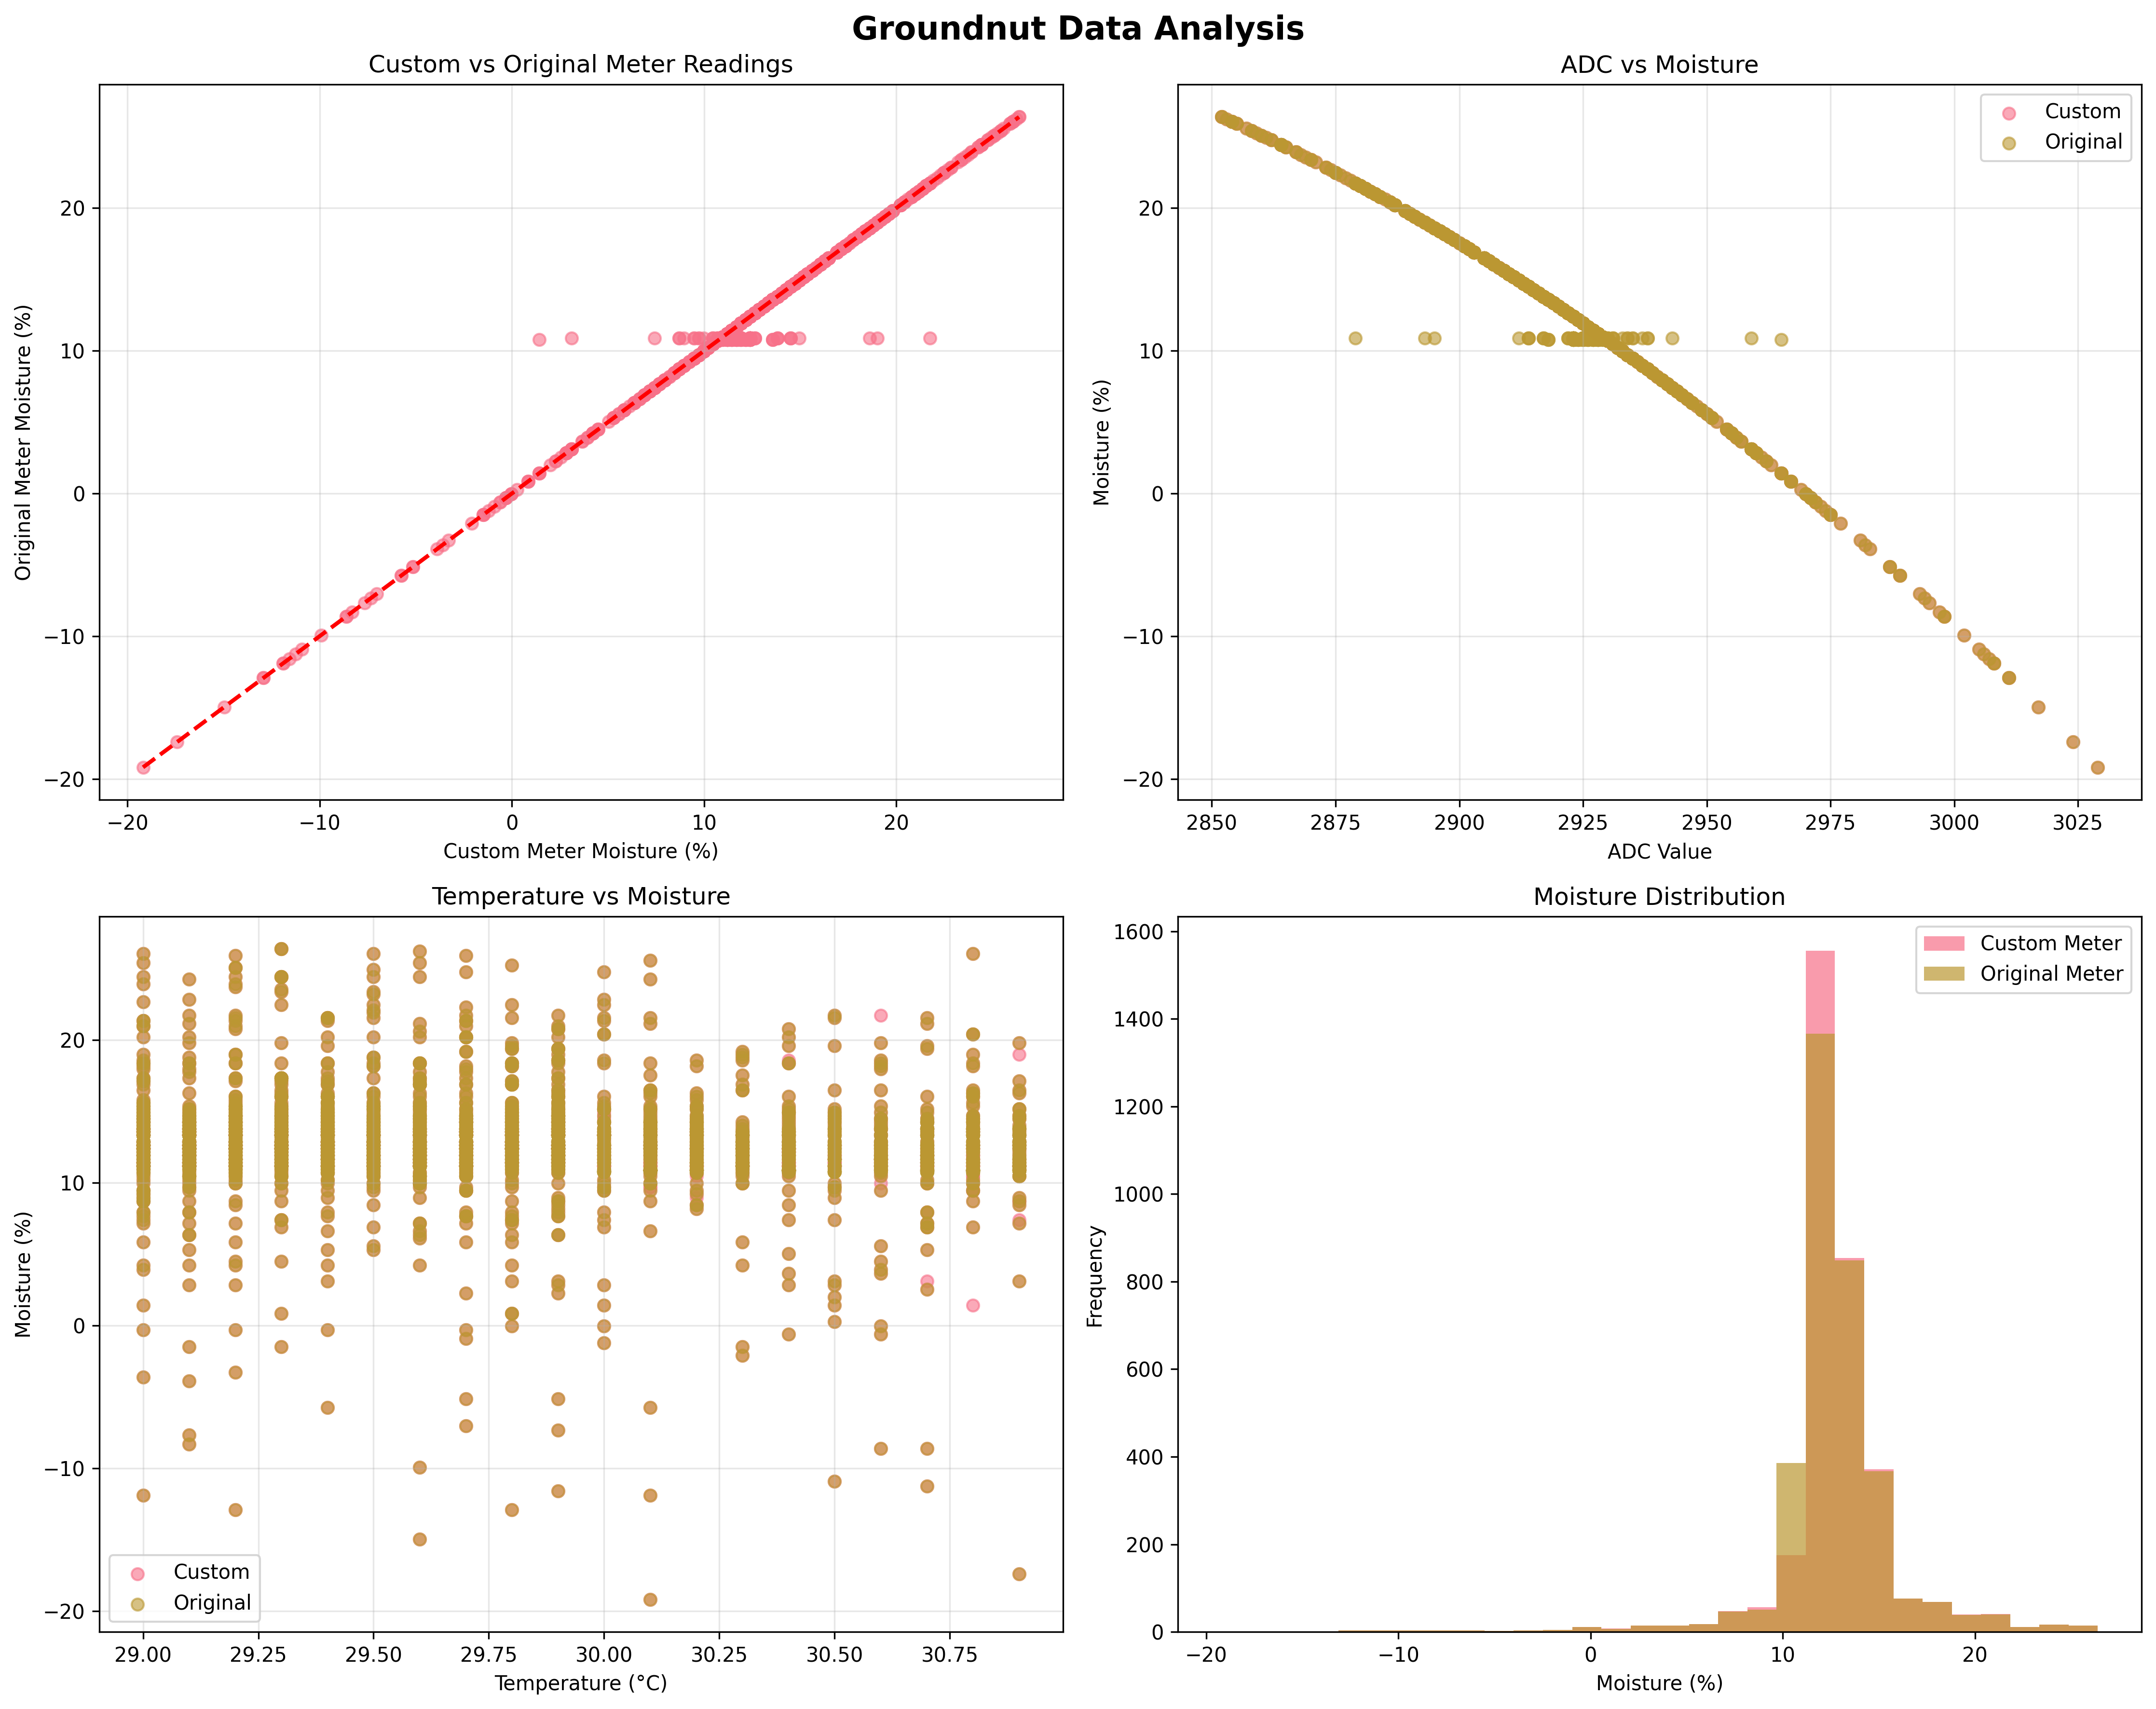 Groundnut Data Analysis
Custom vs Original Meter Readings
Original Meter Moisture (%)
20
10
0
−10
−20
−20 −10 0 10 20
Custom Meter Moisture (%)
ADC vs Moisture
Custom
Original
Moisture (%)
20
10
0
−10
−20
2850 2875 2900 2925 2950 2975 3000 3025
ADC Value
Temperature vs Moisture
Moisture (%)
20
10
0
−10
−20
Custom
Original
29.00 29.25 29.50 29.75 30.00 30.25 30.50 30.75
Temperature (°C)
Moisture Distribution
Custom Meter
Original Meter
Frequency
1600
1400
1200
1000
800
600
400
200
0
−20 −10 0 10 20
Moisture (%)